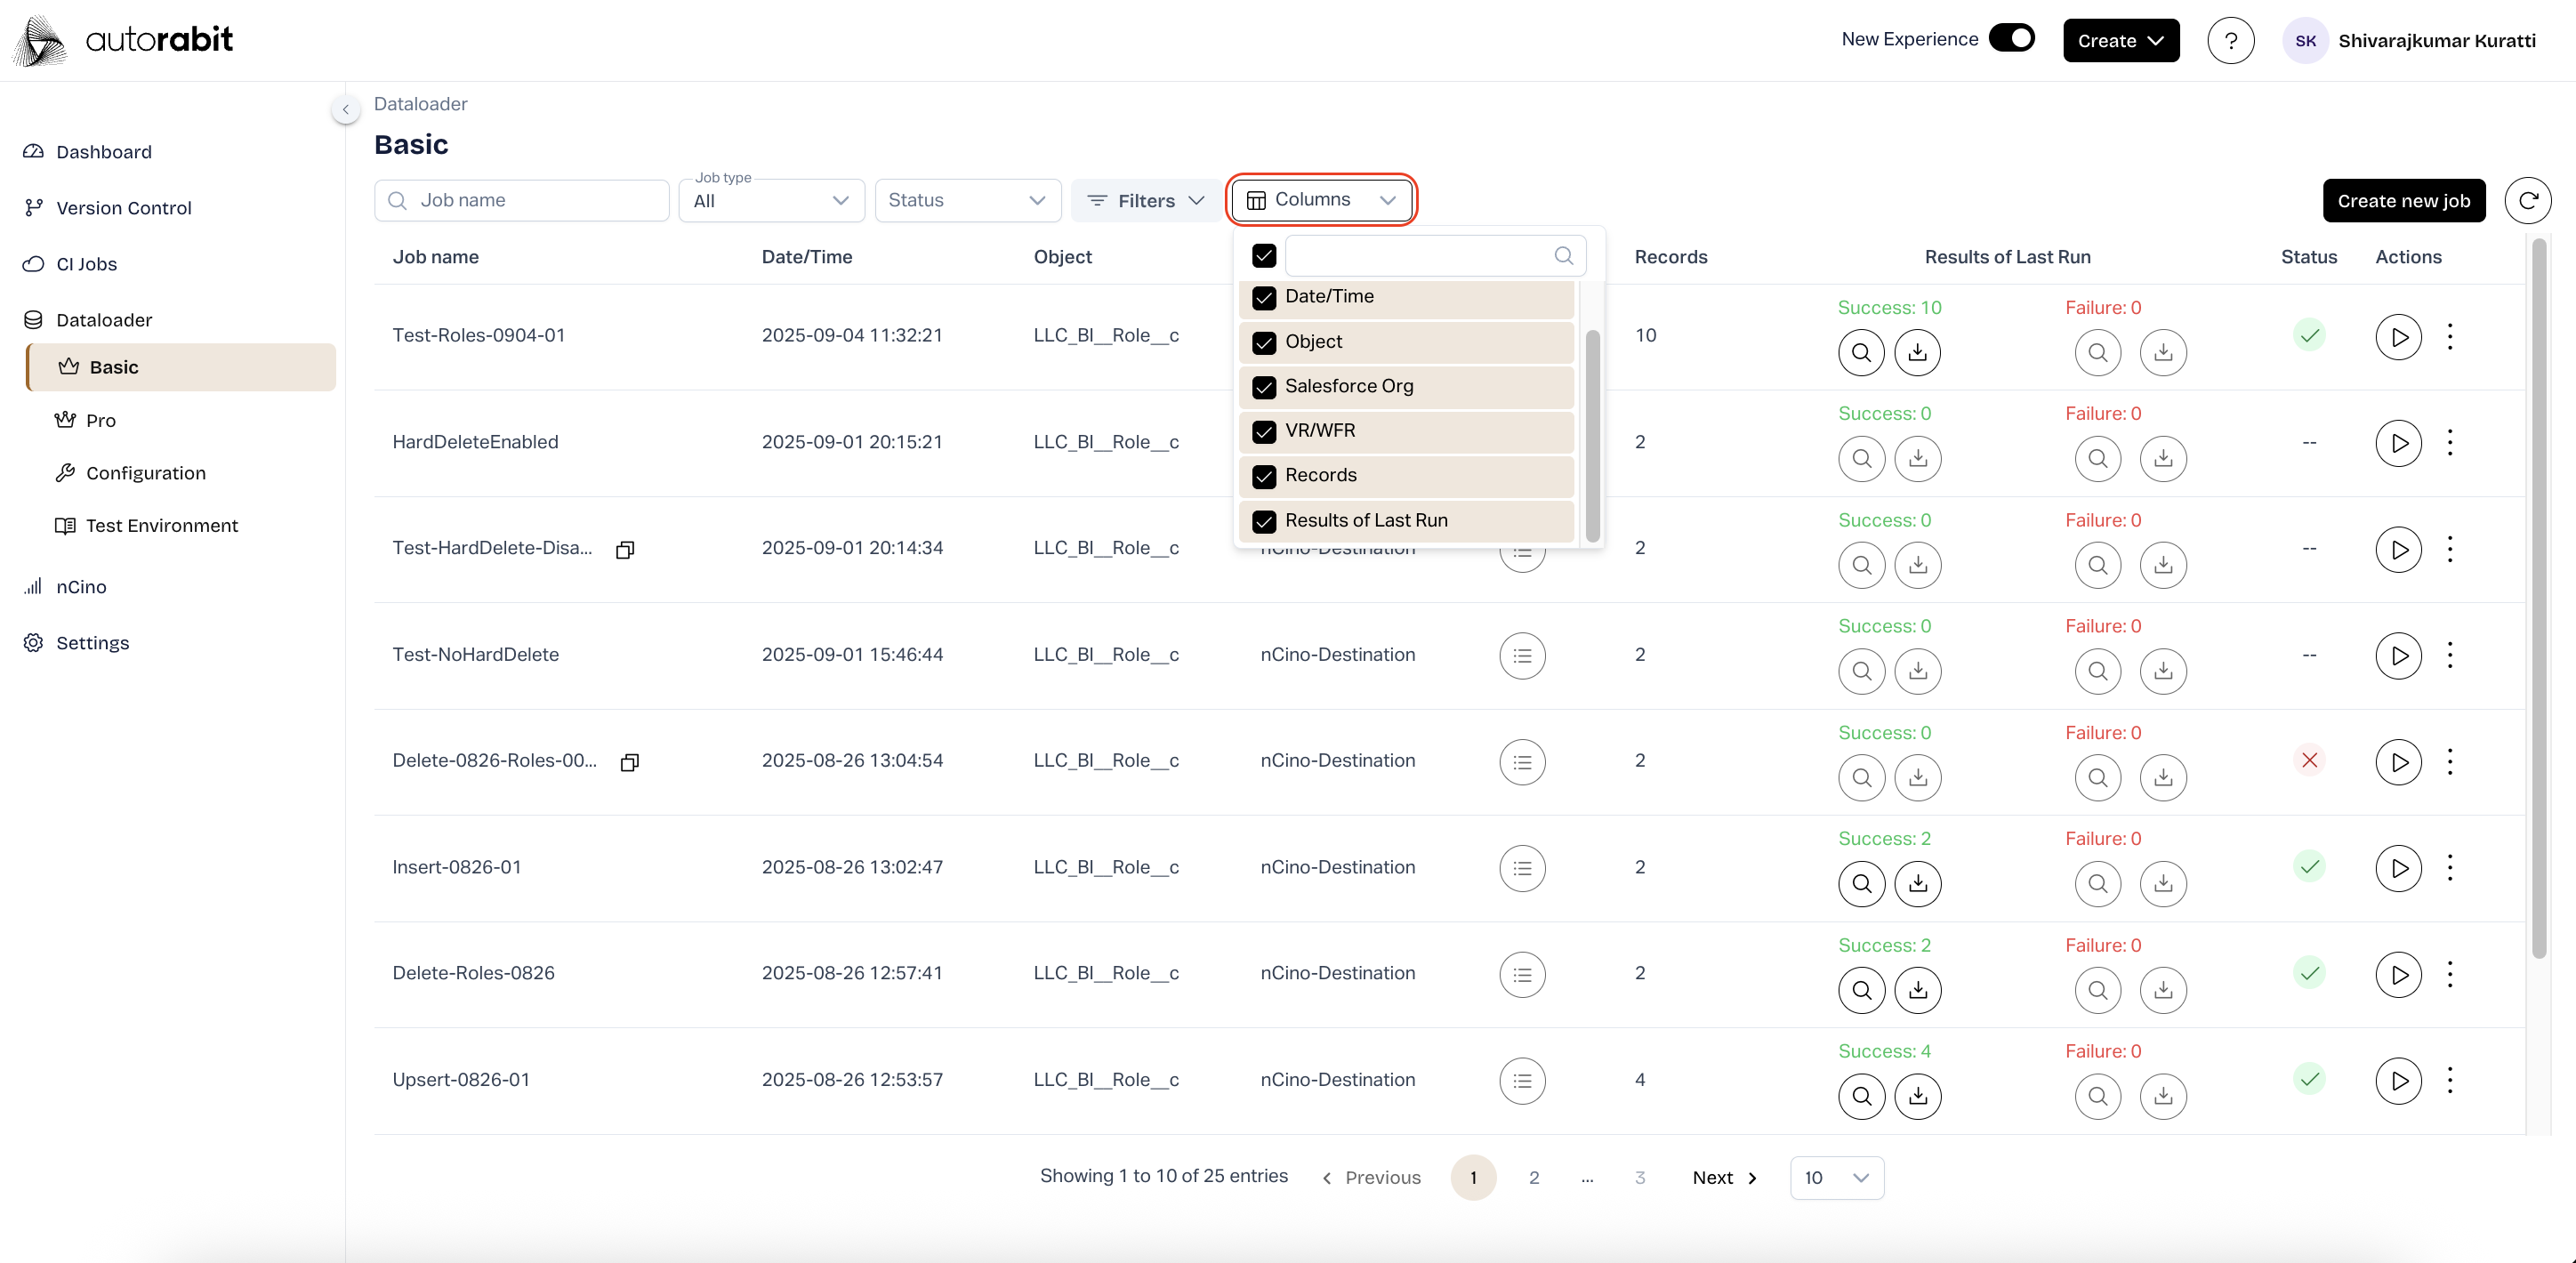 autorabit
New Experience
Create
?
SK
Shivarajkumar Kuratti
Dashboard
Version Control
CI Jobs
Dataloader
Basic
Pro
Configuration
Test Environment
nCino
Settings
Dataloader
Basic
Job name
Job type
All
Status
Filters
Columns
Create new job
Job name Date/Time Object Records Results of Last Run Status Actions
Date/Time
Object
Salesforce Org
VR/WFR
Records
Results of Last Run
Test-Roles-0904-01 2025-09-04 11:32:21 LLC_BI__Role__c 10 Success: 10 Failure: 0
HardDeleteEnabled 2025-09-01 20:15:21 LLC_BI__Role__c 2 Success: 0 Failure: 0 --
Test-HardDelete-Disa... 2025-09-01 20:14:34 LLC_BI__Role__c nCino-Destination 2 Success: 0 Failure: 0 --
Test-NoHardDelete 2025-09-01 15:46:44 LLC_BI__Role__c nCino-Destination 2 Success: 0 Failure: 0 --
Delete-0826-Roles-00... 2025-08-26 13:04:54 LLC_BI__Role__c nCino-Destination 2 Success: 0 Failure: 0
Insert-0826-01 2025-08-26 13:02:47 LLC_BI__Role__c nCino-Destination 2 Success: 2 Failure: 0
Delete-Roles-0826 2025-08-26 12:57:41 LLC_BI__Role__c nCino-Destination 2 Success: 2 Failure: 0
Upsert-0826-01 2025-08-26 12:53:57 LLC_BI__Role__c nCino-Destination 4 Success: 4 Failure: 0
Showing 1 to 10 of 25 entries Previous 1 2 ... 3 Next 10